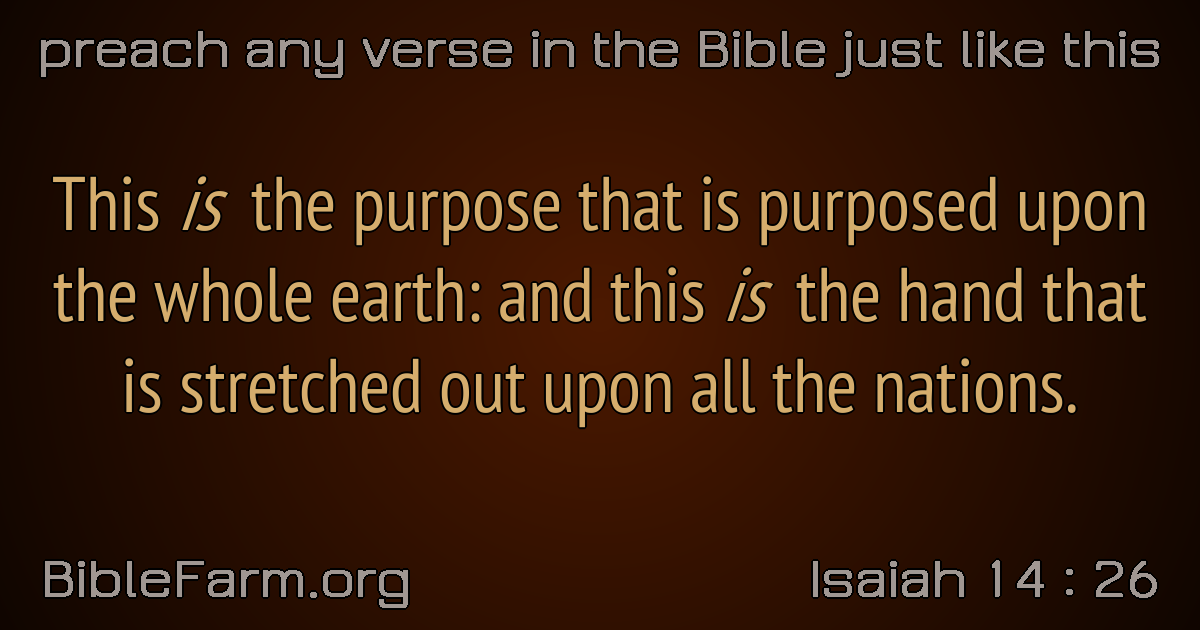 preach any verse in the Bible just like this
This is the purpose that is purposed upon
the whole earth: and this is the hand that
is stretched out upon all the nations.
BibleFarm.org
Isaiah 14 : 26